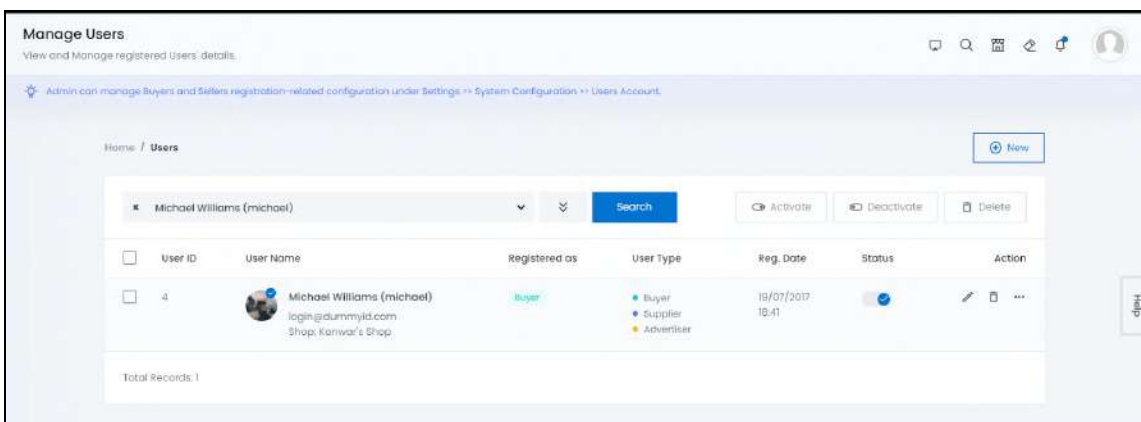 Manage Users
View and Manage registered Users' details.
Admin can manage Buyers and Sellers registration-related configuration under Settings >> System Configuration >> Users Account.
Home / Users
New
Michael Williams (michael)
Search
Activate
Deactivate
Delete
User ID User Name Registered as User Type Reg. Date Status Action
4
Michael Williams (michael)
login@dummyid.com
Shop: Kanwar's Shop
Buyer
Buyer
Supplier
Advertiser
19/07/2017
18:41
Total Records: 1
Help